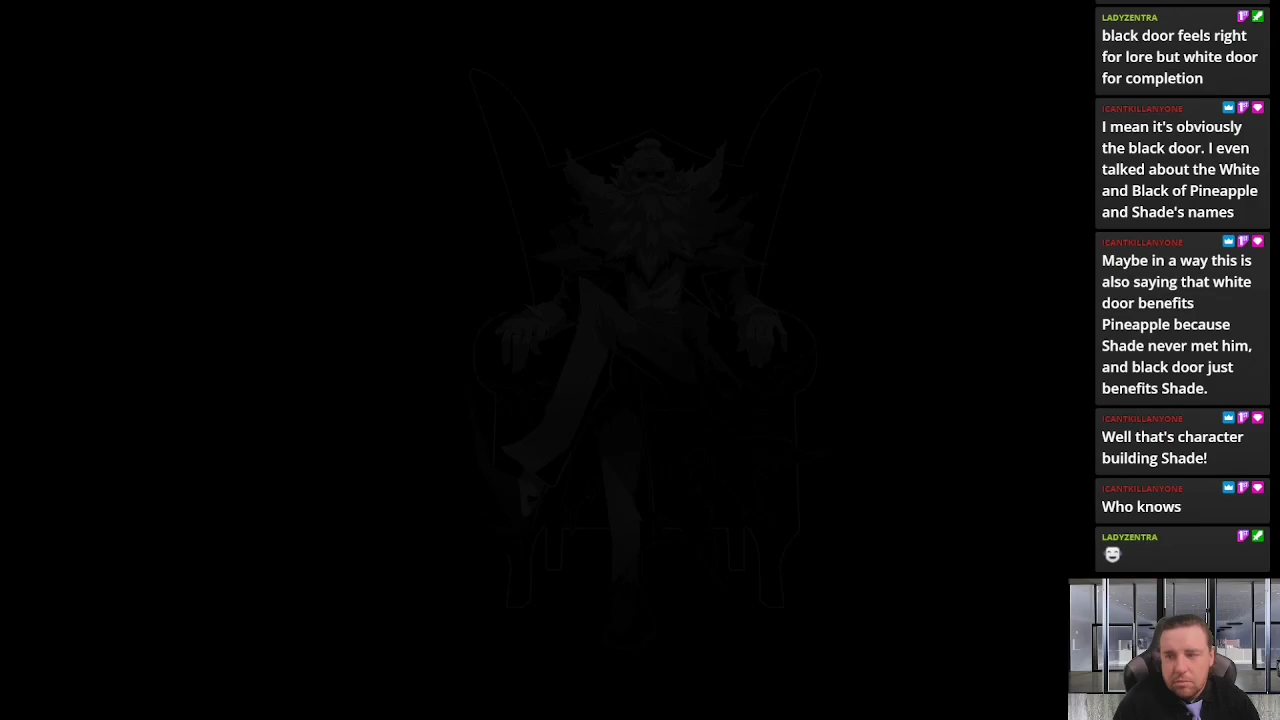 LADYZENTRA
black door feels right
for lore but white door
for completion
ICANTKILLANYONE
I mean it's obviously
the black door. I even
talked about the White
and Black of Pineapple
and Shade's names
ICANTKILLANYONE
Maybe in a way this is
also saying that white
door benefits
Pineapple because
Shade never met him,
and black door just
benefits Shade.
ICANTKILLANYONE
Well that's character
building Shade!
ICANTKILLANYONE
Who knows
LADYZENTRA